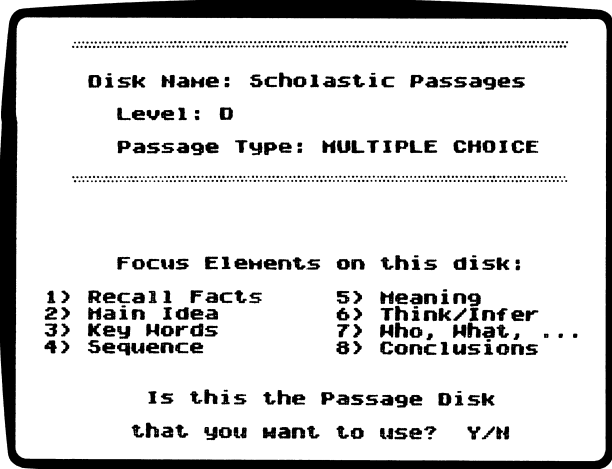 Disk Name: Scholastic Passages
Level: D
Passage Type: MULTIPLE CHOICE
Focus Elements on this disk:
1) Recall Facts 5) Meaning
2) Main Idea 6) Think/Infer
3) Key Words 7) Who, What, ...
4) Sequence 8) Conclusions
Is this the Passage Disk
that you want to use? Y/N